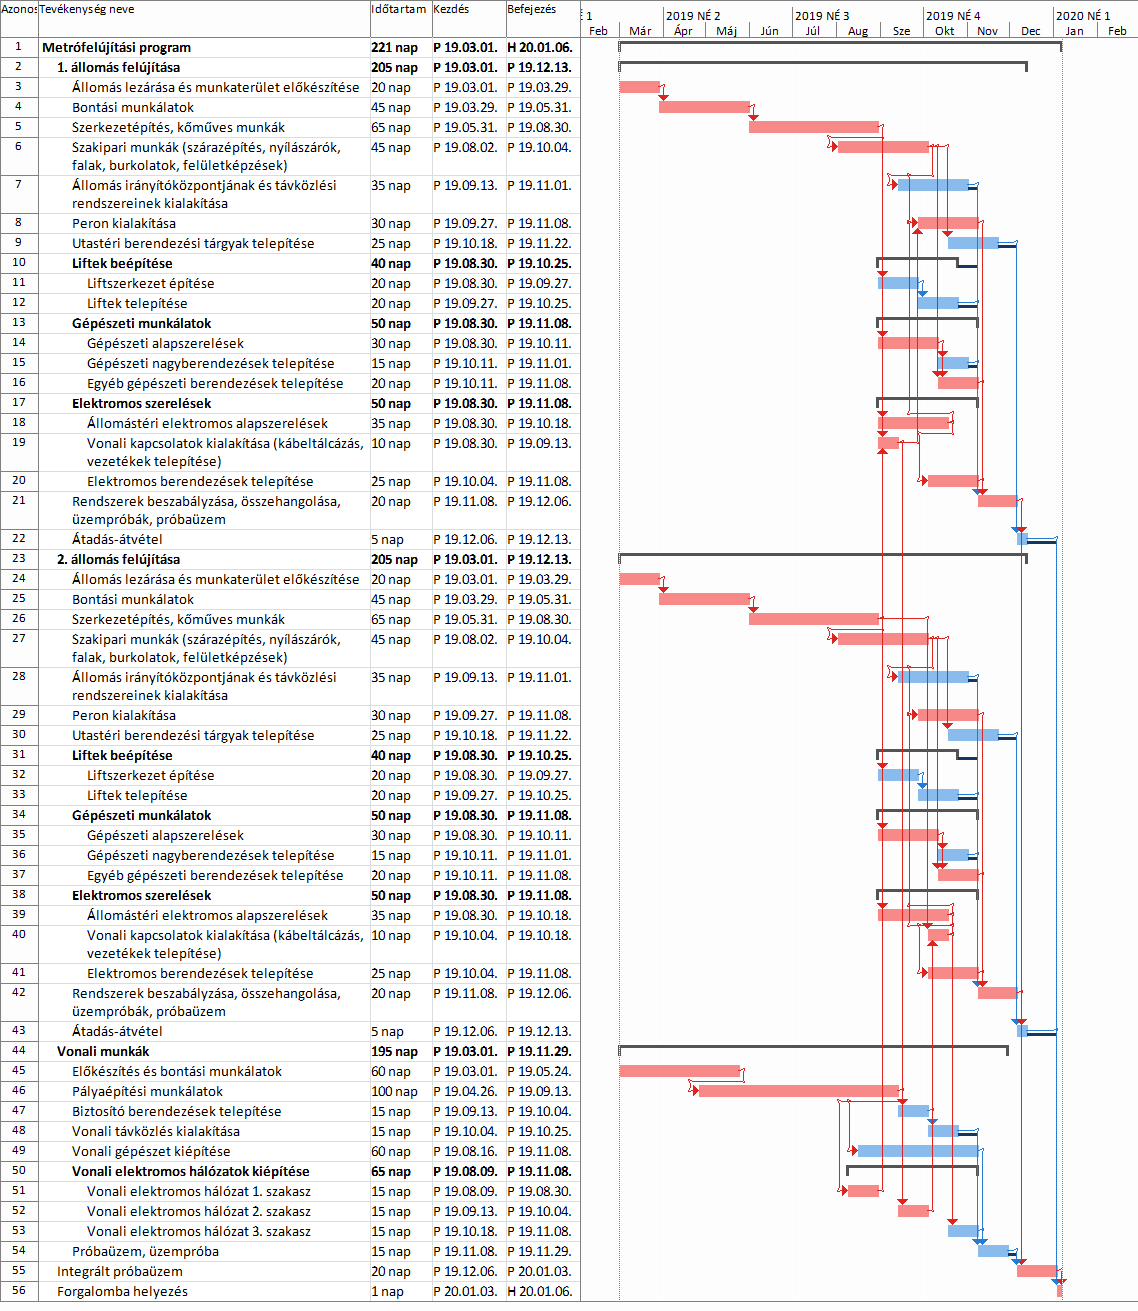 Azonos Tevékenység neve Időtartam Kezdés Befejezés É 1 2019 NÉ 2 2019 NÉ 3 2019 NÉ 4 2020 NÉ 1
Feb Már Ápr Máj Jún Júl Aug Sze Okt Nov Dec Jan Feb
1 Metrófelújítási program 221 nap P 19.03.01. H 20.01.06.
2 1. állomás felújítása 205 nap P 19.03.01. P 19.12.13.
3 Állomás lezárása és munkaterület előkészítése 20 nap P 19.03.01. P 19.03.29.
4 Bontási munkálatok 45 nap P 19.03.29. P 19.05.31.
5 Szerkezetépítés, kőműves munkák 65 nap P 19.05.31. P 19.08.30.
6 Szakipari munkák (szárazépítés, nyílászárók, 45 nap P 19.08.02. P 19.10.04.
falak, burkolatok, felületképzések)
7 Állomás irányítóközpontjának és távközlési 35 nap P 19.09.13. P 19.11.01.
rendszereinek kialakítása
8 Peron kialakítása 30 nap P 19.09.27. P 19.11.08.
9 Utastéri berendezési tárgyak telepítése 25 nap P 19.10.18. P 19.11.22.
10 Liftek beépítése 40 nap P 19.08.30. P 19.10.25.
11 Liftszerkezet építése 20 nap P 19.08.30. P 19.09.27.
12 Liftek telepítése 20 nap P 19.09.27. P 19.10.25.
13 Gépészeti munkálatok 50 nap P 19.08.30. P 19.11.08.
14 Gépészeti alapszerelések 30 nap P 19.08.30. P 19.10.11.
15 Gépészeti nagyberendezések telepítése 15 nap P 19.10.11. P 19.11.01.
16 Egyéb gépészeti berendezések telepítése 20 nap P 19.10.11. P 19.11.08.
17 Elektromos szerelések 50 nap P 19.08.30. P 19.11.08.
18 Állomástéri elektromos alapszerelések 35 nap P 19.08.30. P 19.10.18.
19 Vonali kapcsolatok kialakítása (kábeltálcázás, 10 nap P 19.08.30. P 19.09.13.
vezetékek telepítése)
20 Elektromos berendezések telepítése 25 nap P 19.10.04. P 19.11.08.
21 Rendszerek beszabályzása, összehangolása, 20 nap P 19.11.08. P 19.12.06.
üzempróbák, próbaüzem
22 Átadás-átvétel 5 nap P 19.12.06. P 19.12.13.
23 2. állomás felújítása 205 nap P 19.03.01. P 19.12.13.
24 Állomás lezárása és munkaterület előkészítése 20 nap P 19.03.01. P 19.03.29.
25 Bontási munkálatok 45 nap P 19.03.29. P 19.05.31.
26 Szerkezetépítés, kőműves munkák 65 nap P 19.05.31. P 19.08.30.
27 Szakipari munkák (szárazépítés, nyílászárók, 45 nap P 19.08.02. P 19.10.04.
falak, burkolatok, felületképzések)
28 Állomás irányítóközpontjának és távközlési 35 nap P 19.09.13. P 19.11.01.
rendszereinek kialakítása
29 Peron kialakítása 30 nap P 19.09.27. P 19.11.08.
30 Utastéri berendezési tárgyak telepítése 25 nap P 19.10.18. P 19.11.22.
31 Liftek beépítése 40 nap P 19.08.30. P 19.10.25.
32 Liftszerkezet építése 20 nap P 19.08.30. P 19.09.27.
33 Liftek telepítése 20 nap P 19.09.27. P 19.10.25.
34 Gépészeti munkálatok 50 nap P 19.08.30. P 19.11.08.
35 Gépészeti alapszerelések 30 nap P 19.08.30. P 19.10.11.
36 Gépészeti nagyberendezések telepítése 15 nap P 19.10.11. P 19.11.01.
37 Egyéb gépészeti berendezések telepítése 20 nap P 19.10.11. P 19.11.08.
38 Elektromos szerelések 50 nap P 19.08.30. P 19.11.08.
39 Állomástéri elektromos alapszerelések 35 nap P 19.08.30. P 19.10.18.
40 Vonali kapcsolatok kialakítása (kábeltálcázás, 10 nap P 19.10.04. P 19.10.18.
vezetékek telepítése)
41 Elektromos berendezések telepítése 25 nap P 19.10.04. P 19.11.08.
42 Rendszerek beszabályzása, összehangolása, 20 nap P 19.11.08. P 19.12.06.
üzempróbák, próbaüzem
43 Átadás-átvétel 5 nap P 19.12.06. P 19.12.13.
44 Vonali munkák 195 nap P 19.03.01. P 19.11.29.
45 Előkészítés és bontási munkálatok 60 nap P 19.03.01. P 19.05.24.
46 Pályaépítési munkálatok 100 nap P 19.04.26. P 19.09.13.
47 Biztosító berendezések telepítése 15 nap P 19.09.13. P 19.10.04.
48 Vonali távközlés kialakítása 15 nap P 19.10.04. P 19.10.25.
49 Vonali gépészet kiépítése 60 nap P 19.08.16. P 19.11.08.
50 Vonali elektromos hálózatok kiépítése 65 nap P 19.08.09. P 19.11.08.
51 Vonali elektromos hálózat 1. szakasz 15 nap P 19.08.09. P 19.08.30.
52 Vonali elektromos hálózat 2. szakasz 15 nap P 19.09.13. P 19.10.04.
53 Vonali elektromos hálózat 3. szakasz 15 nap P 19.10.18. P 19.11.08.
54 Próbaüzem, üzempróba 15 nap P 19.11.08. P 19.11.29.
55 Integrált próbaüzem 20 nap P 19.12.06. P 20.01.03.
56 Forgalomba helyezés 1 nap P 20.01.03. H 20.01.06.